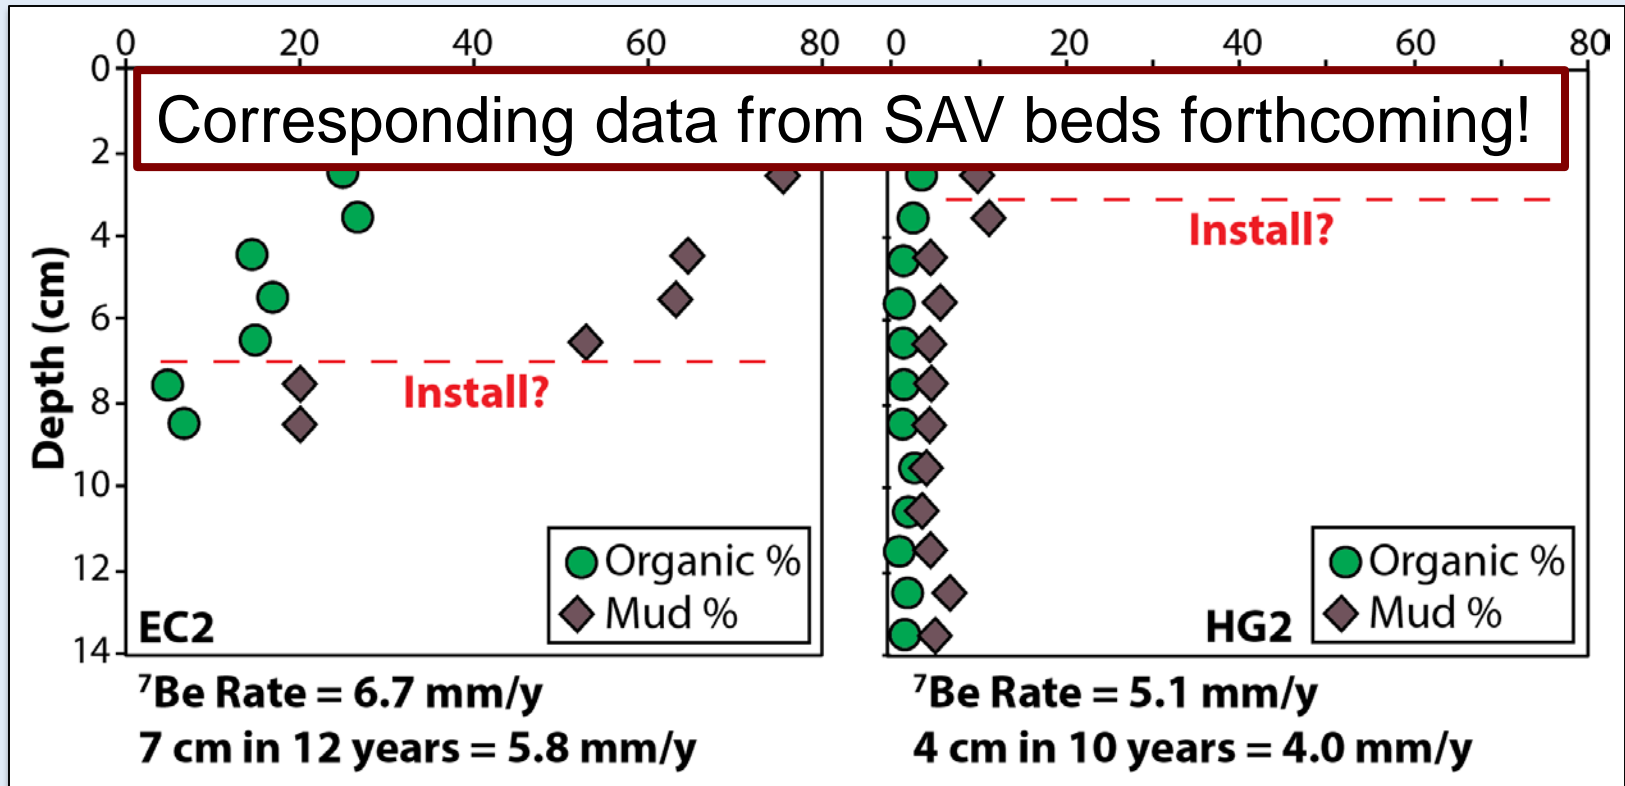 0 20 40 60 80 0 20 40 60 80
0
Corresponding data from SAV beds forthcoming!
2
Install?
4
Depth (cm)
6
Install?
8
10
Organic % Organic %
12
Mud % Mud %
EC2 HG2
14
⁷Be Rate = 6.7 mm/y ⁷Be Rate = 5.1 mm/y
7 cm in 12 years = 5.8 mm/y 4 cm in 10 years = 4.0 mm/y